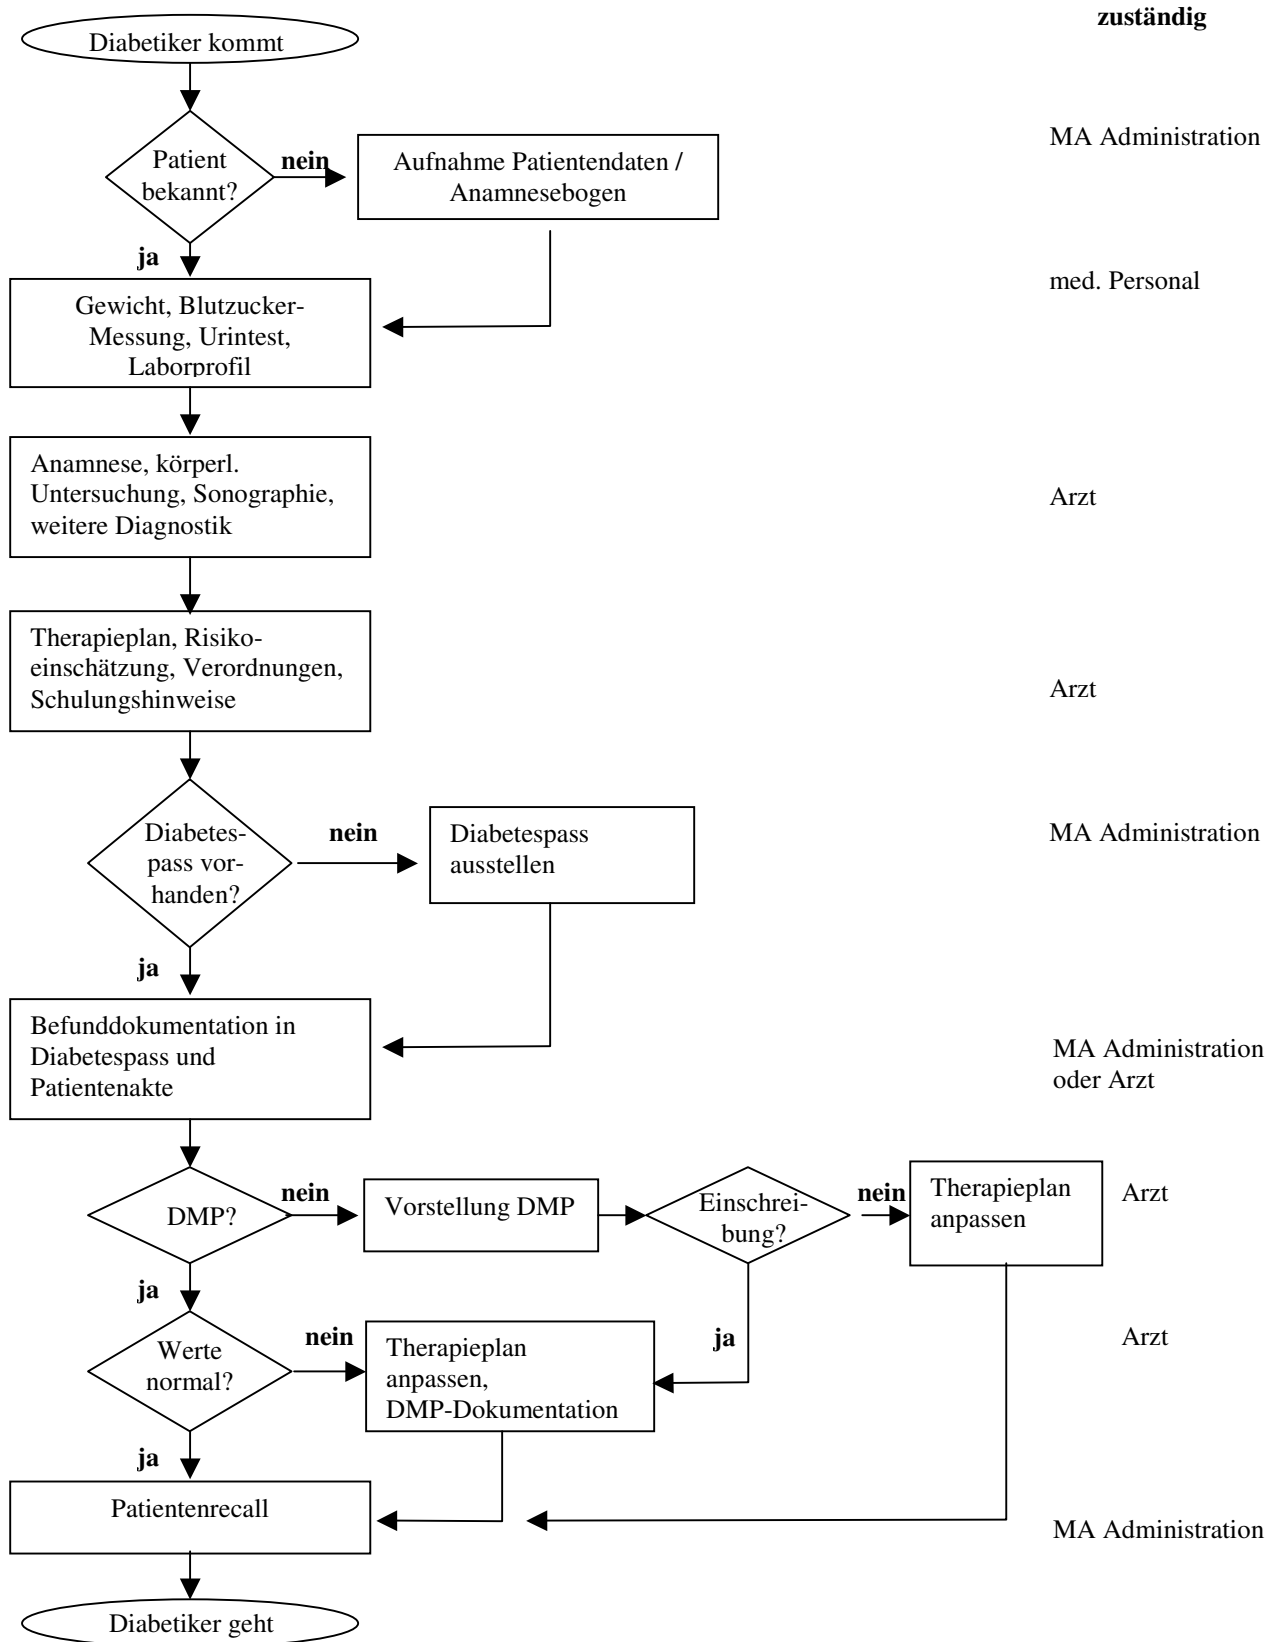 zuständig
Diabetiker kommt
MA Administration
Patient
bekannt?
nein
Aufnahme Patientendaten /
Anamnesebogen
ja
med. Personal
Gewicht, Blutzucker-
Messung, Urintest,
Laborprofil
Anamnese, körperl.
Untersuchung, Sonographie,
weitere Diagnostik
Arzt
Therapieplan, Risiko-
einschätzung, Verordnungen,
Schulungshinweise
Arzt
Diabetes-
pass vor-
handen?
nein
Diabetespass
ausstellen
MA Administration
ja
Befunddokumentation in
Diabetespass und
Patientenakte
MA Administration
oder Arzt
DMP?
nein
Vorstellung DMP
Einschrei-
bung?
nein
Therapieplan
anpassen
Arzt
ja
Werte
normal?
nein
Therapieplan
anpassen,
DMP-Dokumentation
ja
Arzt
ja
Patientenrecall
MA Administration
Diabetiker geht